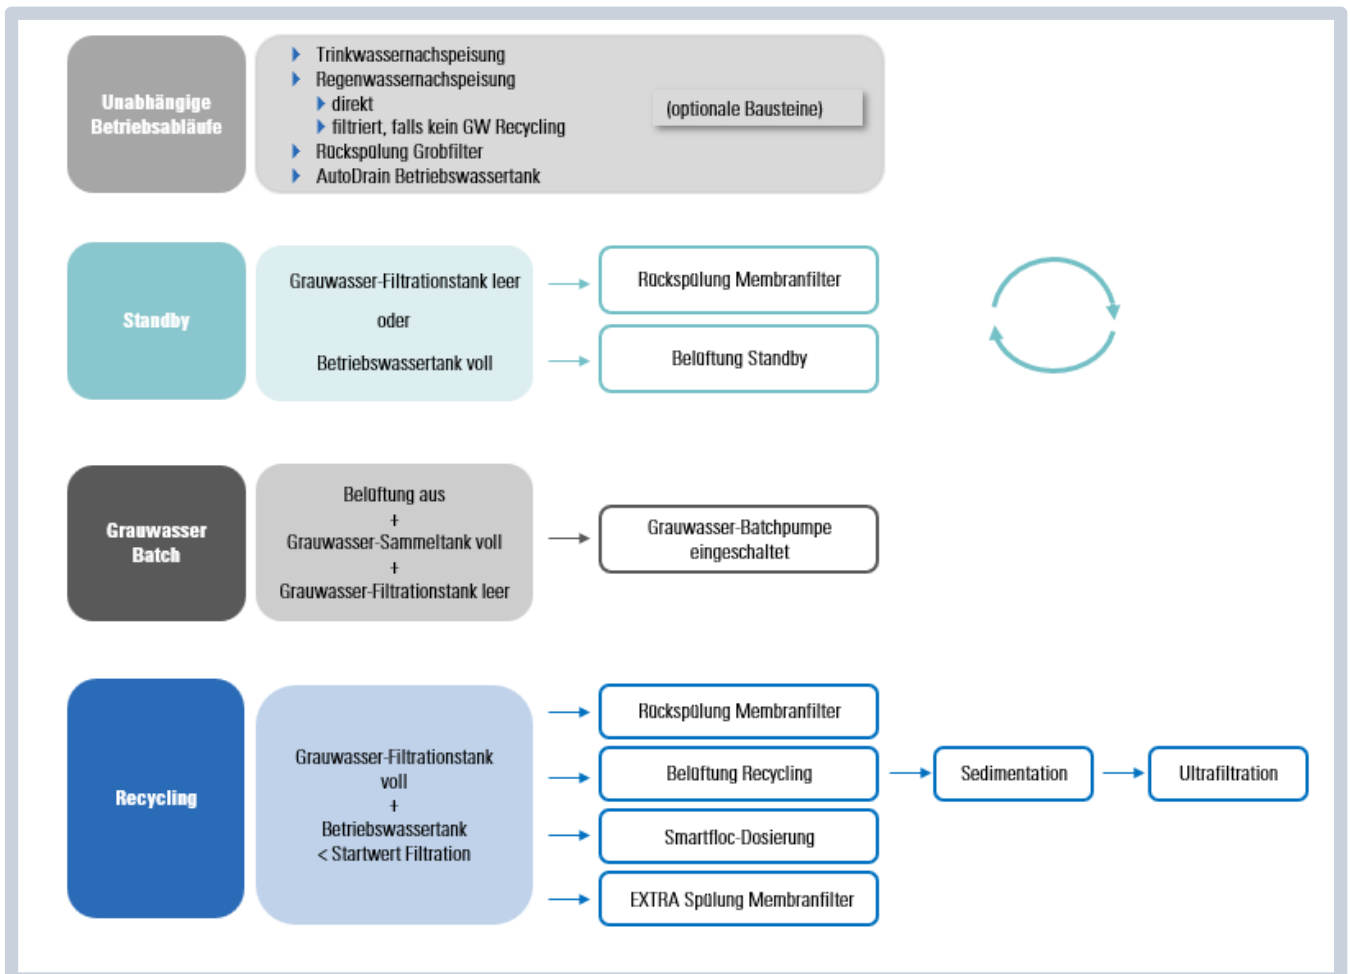 Unabhängige
Betriebsabläufe
Trinkwassernachspeisung
Regenwassernachspeisung
direkt
filtriert, falls kein GW Recycling
Rückspülung Grobfilter
AutoDrain Betriebswassertank
(optionale Bausteine)
Standby
Grauwasser-Filtrationstank leer
oder
Betriebswassertank voll
Rückspülung Membranfilter
Belüftung Standby
Grauwasser
Batch
Belüftung aus
+
Grauwasser-Sammeltank voll
+
Grauwasser-Filtrationstank leer
Grauwasser-Batchpumpe
eingeschaltet
Recycling
Grauwasser-Filtrationstank
voll
+
Betriebswassertank
< Startwert Filtration
Rückspülung Membranfilter
Belüftung Recycling
Sedimentation
Ultrafiltration
Smartfloc-Dosierung
EXTRA Spülung Membranfilter